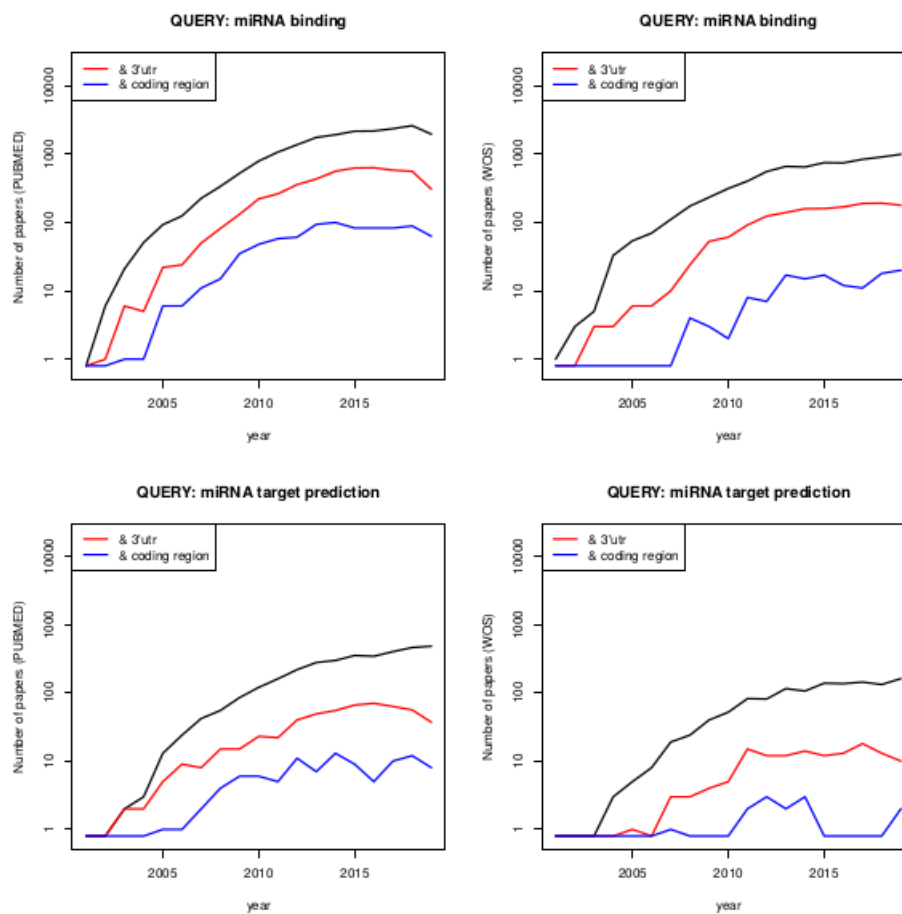 QUERY: miRNA binding
& 3'utr
& coding region
Number of papers (PUBMED)
10000
1000
100
10
1
2005
2010
2015
year
QUERY: miRNA binding
& 3'utr
& coding region
Number of papers (WOS)
10000
1000
100
10
1
2005
2010
2015
year
QUERY: miRNA target prediction
& 3'utr
& coding region
Number of papers (PUBMED)
10000
1000
100
10
1
2005
2010
2015
year
QUERY: miRNA target prediction
& 3'utr
& coding region
Number of papers (WOS)
10000
1000
100
10
1
2005
2010
2015
year